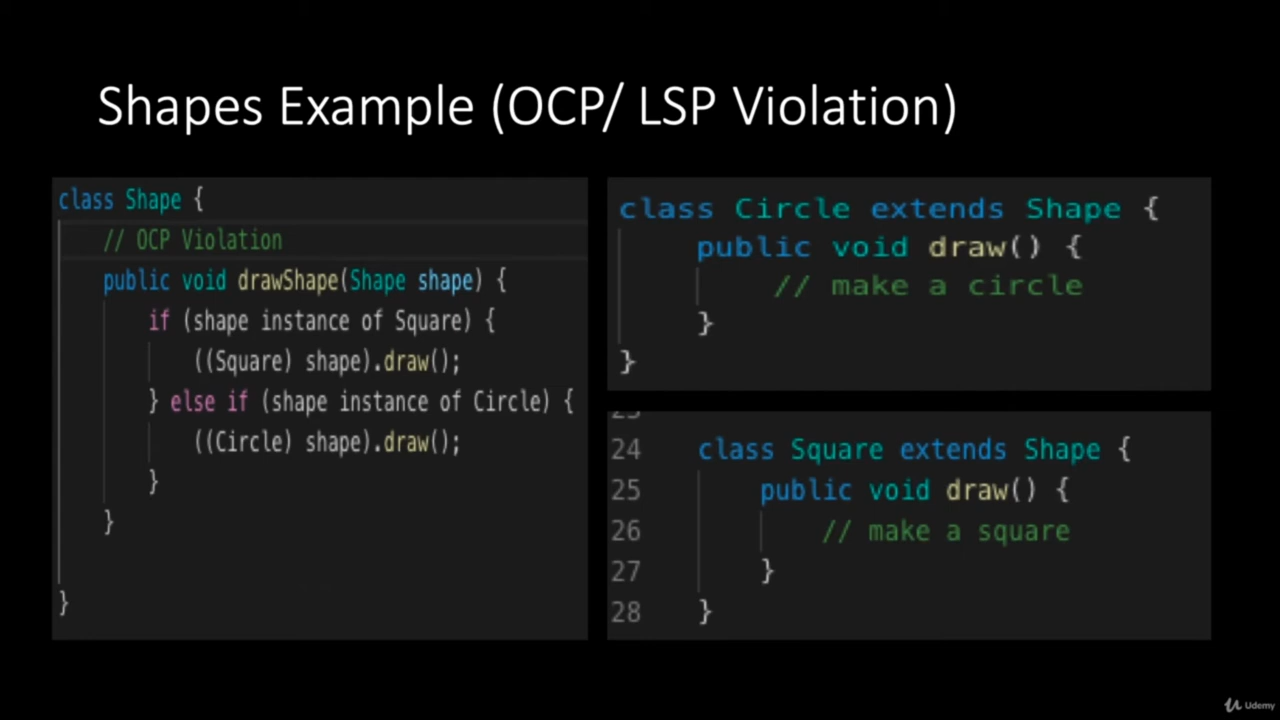 Shapes Example (OCP/ LSP Violation)
class Shape {
// OCP Violation
public void drawShape(Shape shape) {
if (shape instance of Square) {
((Square) shape).draw();
} else if (shape instance of Circle) {
((Circle) shape).draw();
}
}
}
class Circle extends Shape {
public void draw() {
// make a circle
}
}
24 class Square extends Shape {
25 public void draw() {
26 // make a square
27 }
28 }
Udemy